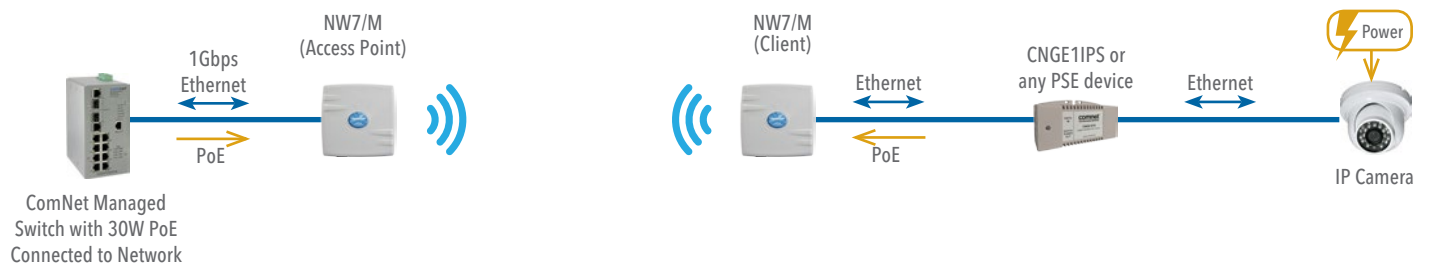 NW7/M
(Access Point)
1Gbps
Ethernet
PoE
ComNet Managed
Switch with 30W PoE
Connected to Network
NW7/M
(Client)
Ethernet
PoE
CNGE1IPS or
any PSE device
comnet
Ethernet
Power
IP Camera